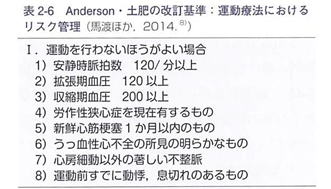 表 2-6　Anderson・土肥の改訂基準：運動療法における
リスク管理（馬渡ほか，2014.⁸⁾）
Ⅰ．運動を行わないほうがよい場合
1）安静時脈拍数　120/ 分以上
2）拡張期血圧　120 以上
3）収縮期血圧　200 以上
4）労作性狭心症を現在有するもの
5）新鮮心筋梗塞 1 か月以内のもの
6）うっ血性心不全の所見の明らかなもの
7）心房細動以外の著しい不整脈
8）運動前すでに動悸，息切れのあるもの